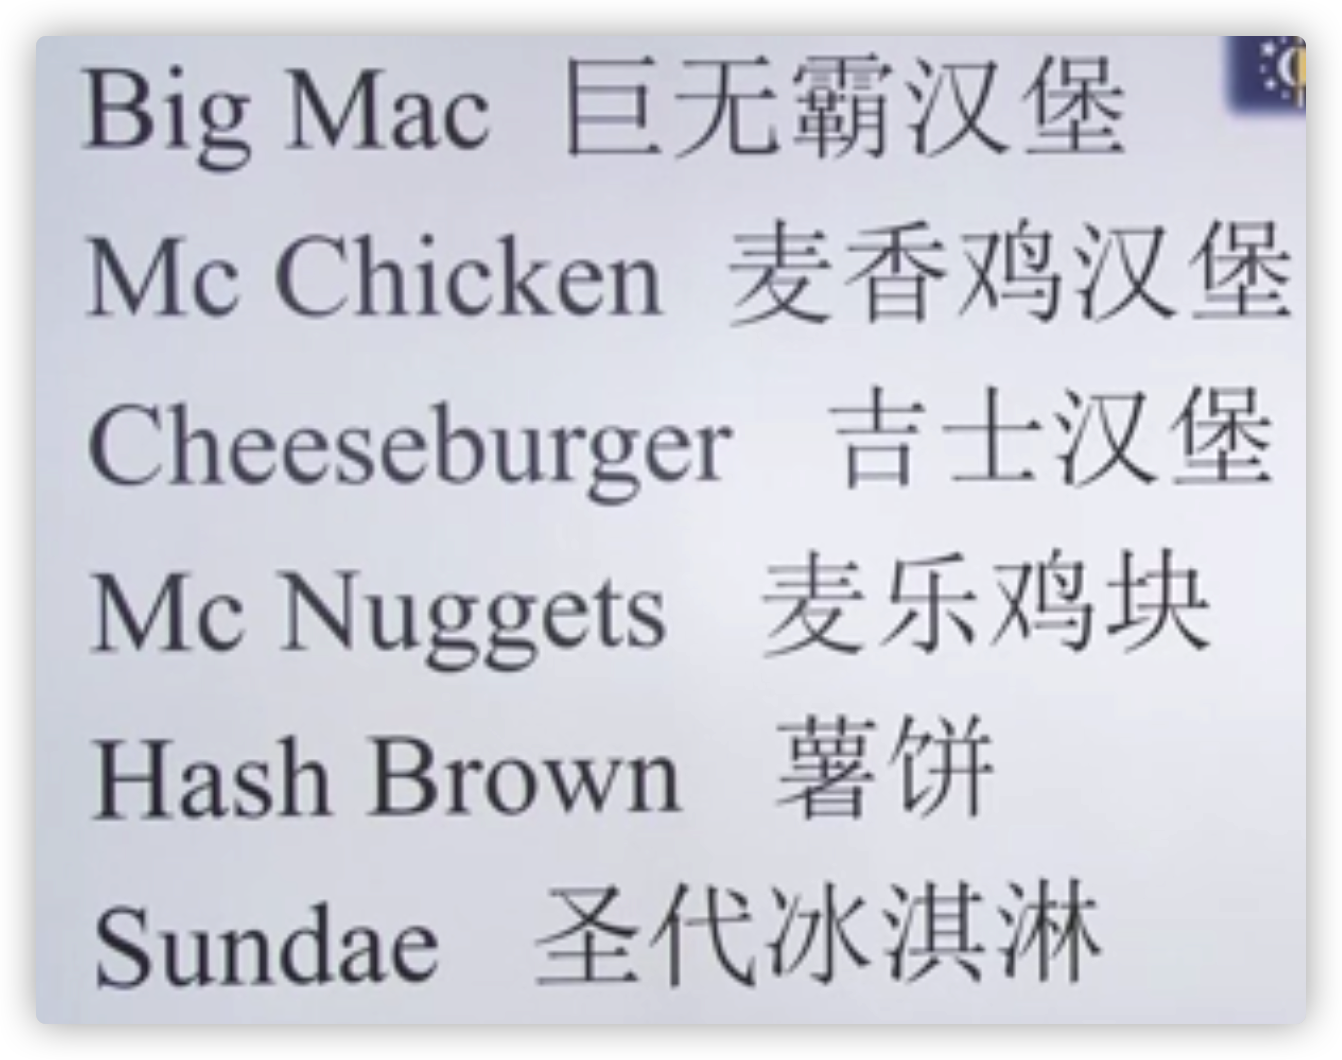 Big Mac 巨无霸汉堡
Mc Chicken 麦香鸡汉堡
Cheeseburger 吉士汉堡
Mc Nuggets 麦乐鸡块
Hash Brown 薯饼
Sundae 圣代冰淇淋